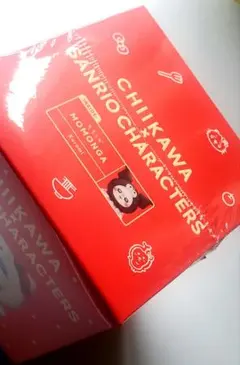 CHIIKAWA
×
SANRIO CHARACTERS
MOMONGA
CHIIKAWA
CHARACTERS